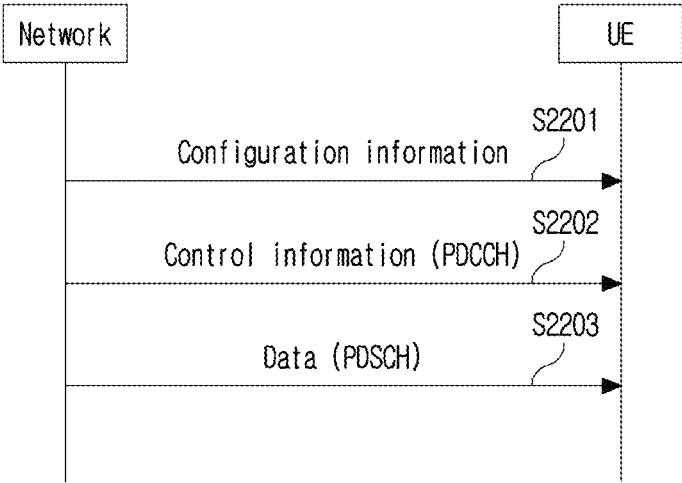 Network
UE
S2201
Configuration information
S2202
Control information (PDCCH)
S2203
Data (PDSCH)